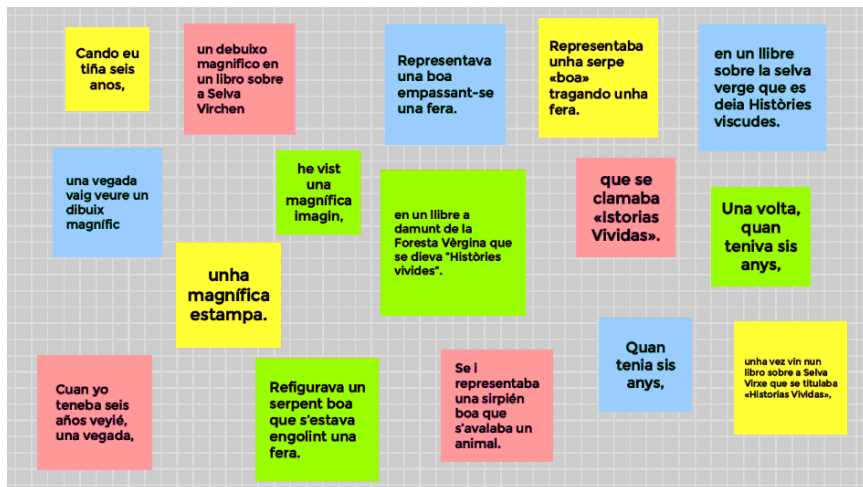 Cando eu
tiña seis
anos,
un debuixo
magnifico en
un libro sobre
a Selva
Virchen
Representava
una boa
empassant-se
una fera.
Representaba
unha serpe
«boa»
tragando unha
fera.
en un llibre
sobre la selva
verge que es
deia Històries
viscudes.
una vegada
vaig veure un
dibuix
magnífic
he vist
una
magnífica
imagin,
en un llibre a
damunt de la
Foresta Vèrgina que
se dieva "Històries
vivides".
que se
clamaba
«Istorias
Vividas».
Una volta,
quan
teniva sis
anys,
unha
magnífica
estampa.
Quan
tenia sis
anys,
unha vez vin nun
libro sobre a Selva
Virxe que se titulaba
«Historias Vividas»,
Cuan yo
teneba seis
años veyié,
una vegada,
Refigurava un
serpent boa
que s'estava
engolint una
fera.
Se i
representaba
una sirpién
boa que
s'avalaba un
animal.